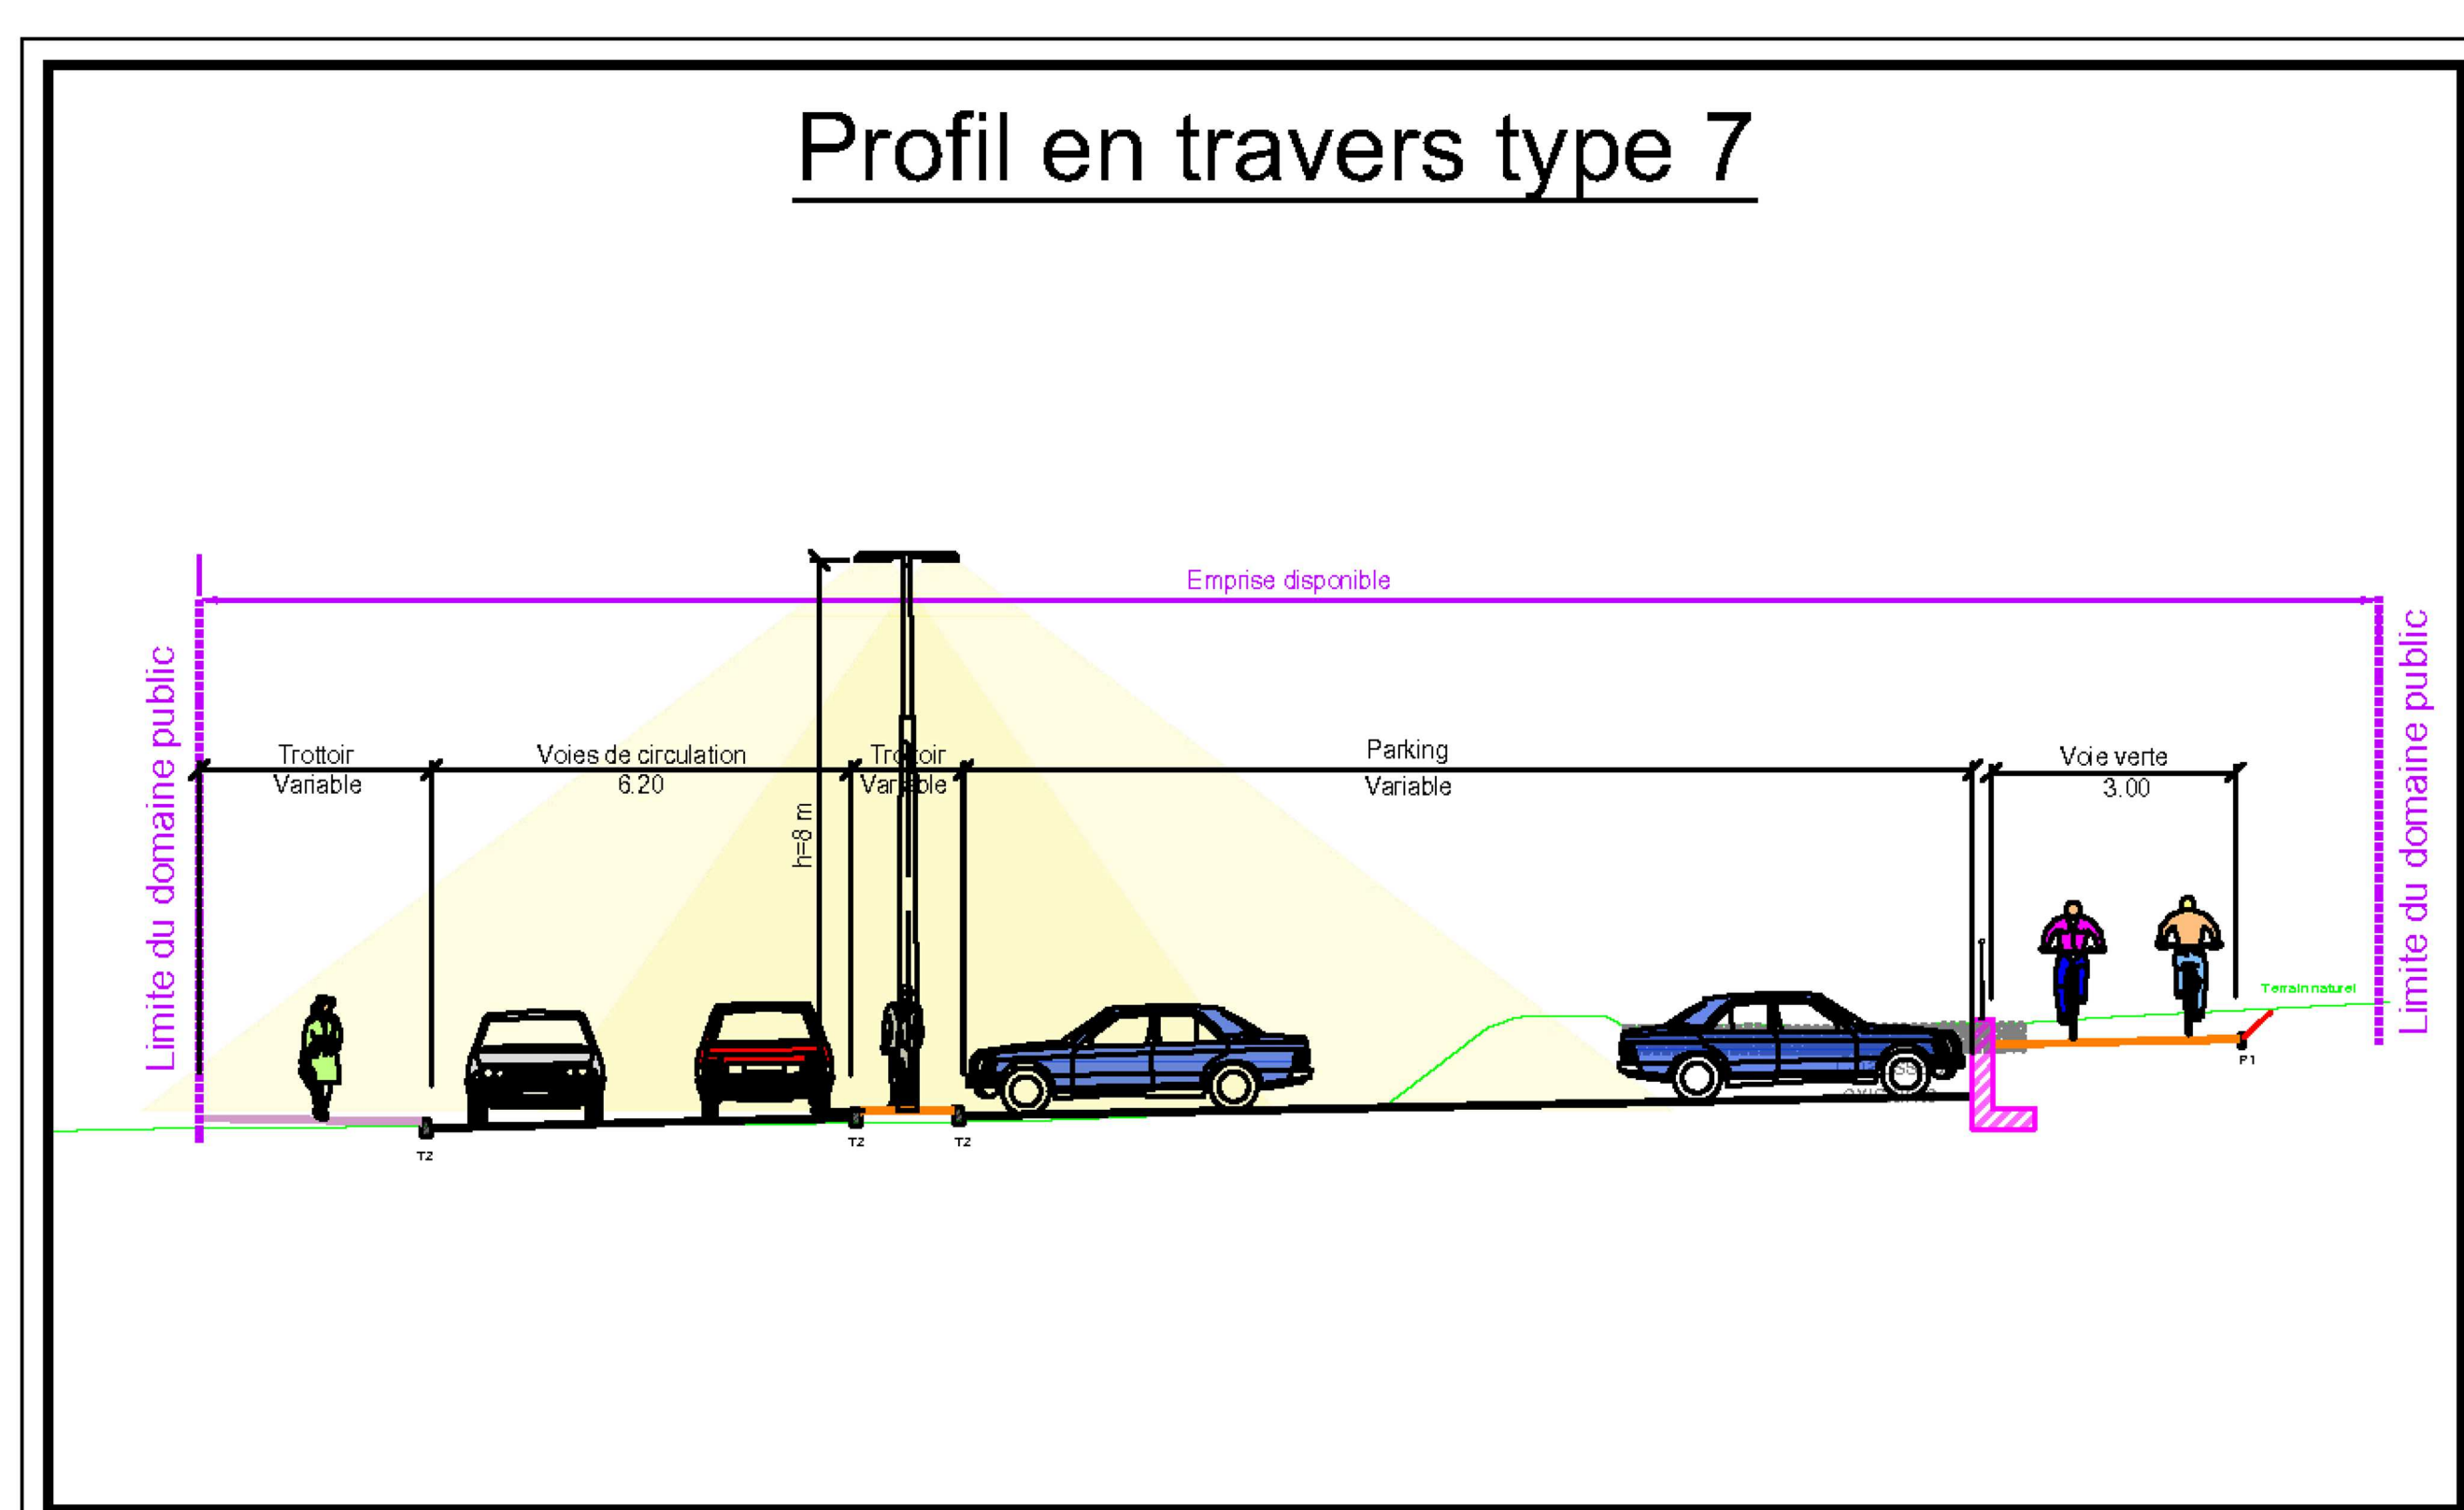 Profil en travers type 7
Emprise disponible
Limite du domaine public
Limite du domaine public
Trottoir
Variable
Voies de circulation
6.20
Trottoir
Variable
Parking
Variable
Voie verte
3.00
h=8 m
Terrain naturel
P1
T2
T2
T2